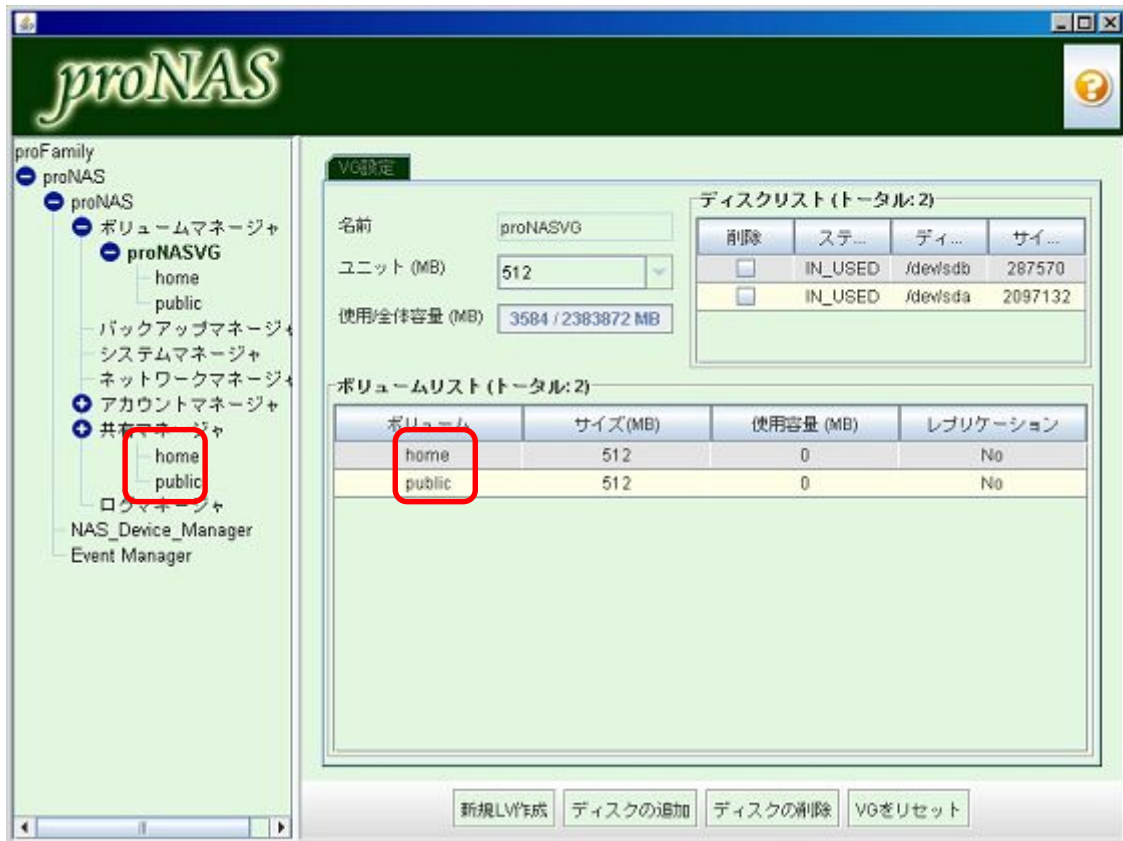 proNAS
proFamily
proNAS
proNAS
ボリュームマネージャ
proNASVG
home
public
バックアップマネージャ
システムマネージャ
ネットワークマネージャ
アカウントマネージャ
共有マネージャ
home
public
ログマネージャ
NAS_Device_Manager
Event Manager
VG設定
名前 proNASVG
ユニット (MB) 512
使用/全体容量 (MB) 3584 / 2383872 MB
ディスクリスト (トータル: 2)
削除 ステ... ディ... サイ...
IN_USED /dev/sdb 287570
IN_USED /dev/sda 2097132
ボリュームリスト (トータル: 2)
ボリューム サイズ(MB) 使用容量 (MB) レプリケーション
home 512 0 No
public 512 0 No
新規LV作成 ディスクの追加 ディスクの削除 VGをリセット